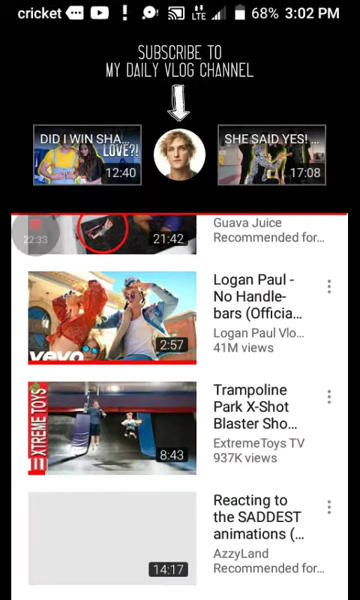 cricket LTE 68% 3:02 PM
SUBSCRIBE TO
MY DAILY VLOG CHANNEL
DID I WIN SHA...
LOVE?!
12:40
SHE SAID YES! ...
17:08
22:33
21:42
Guava Juice
Recommended for...
2:57
vevo
Logan Paul -
No Handle-
bars (Officia...
Logan Paul Vlo...
41M views
EXTREME TOYS
8:43
Trampoline
Park X-Shot
Blaster Sho...
ExtremeToys TV
937K views
14:17
Reacting to
the SADDEST
animations (...
AzzyLand
Recommended for...